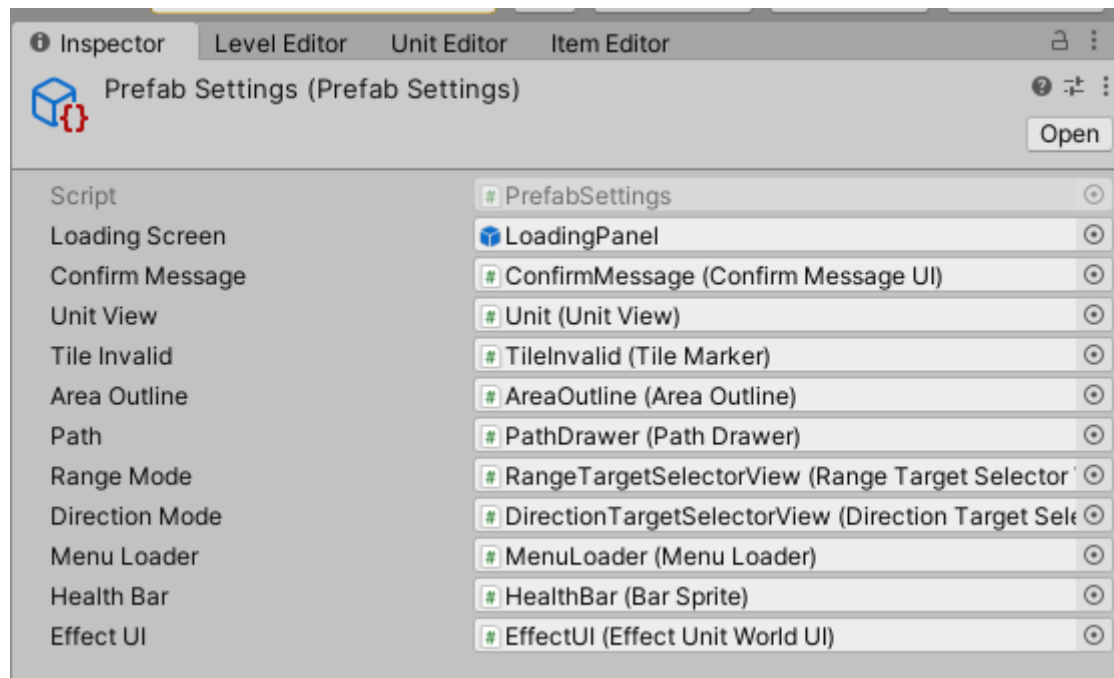 Inspector Level Editor Unit Editor Item Editor
Prefab Settings (Prefab Settings)
Open
Script PrefabSettings
Loading Screen LoadingPanel
Confirm Message ConfirmMessage (Confirm Message UI)
Unit View Unit (Unit View)
Tile Invalid TileInvalid (Tile Marker)
Area Outline AreaOutline (Area Outline)
Path PathDrawer (Path Drawer)
Range Mode RangeTargetSelectorView (Range Target Selector
Direction Mode DirectionTargetSelectorView (Direction Target
Menu Loader MenuLoader (Menu Loader)
Health Bar HealthBar (Bar Sprite)
Effect UI EffectUI (Effect Unit World UI)